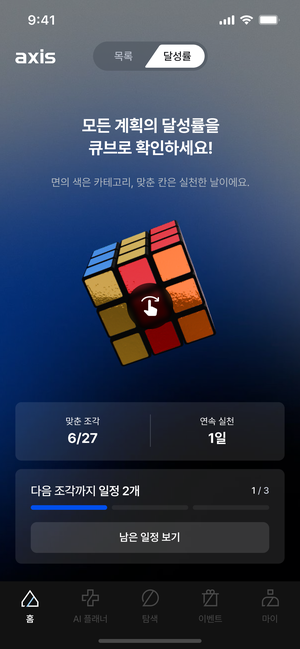 9:41
axis
목록
달성률
모든 계획의 달성률을
큐브로 확인하세요!
면의 색은 카테고리, 맞춘 칸은 실천한 날이에요.
맞춘 조각
연속 실천
6/27
1일
다음 조각까지 일정 2개
1 / 3
남은 일정 보기
홈
AI 플래너
탐색
이벤트
마이